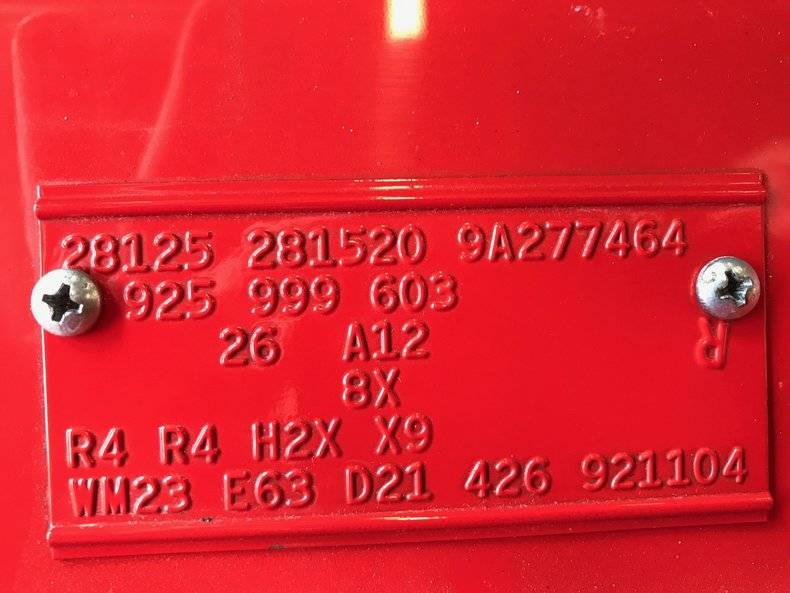 28125 281520 9A277464
925 999 603
26 A12
R
8X
R4 R4 H2X X9
WM23 E63 D21 426 921104